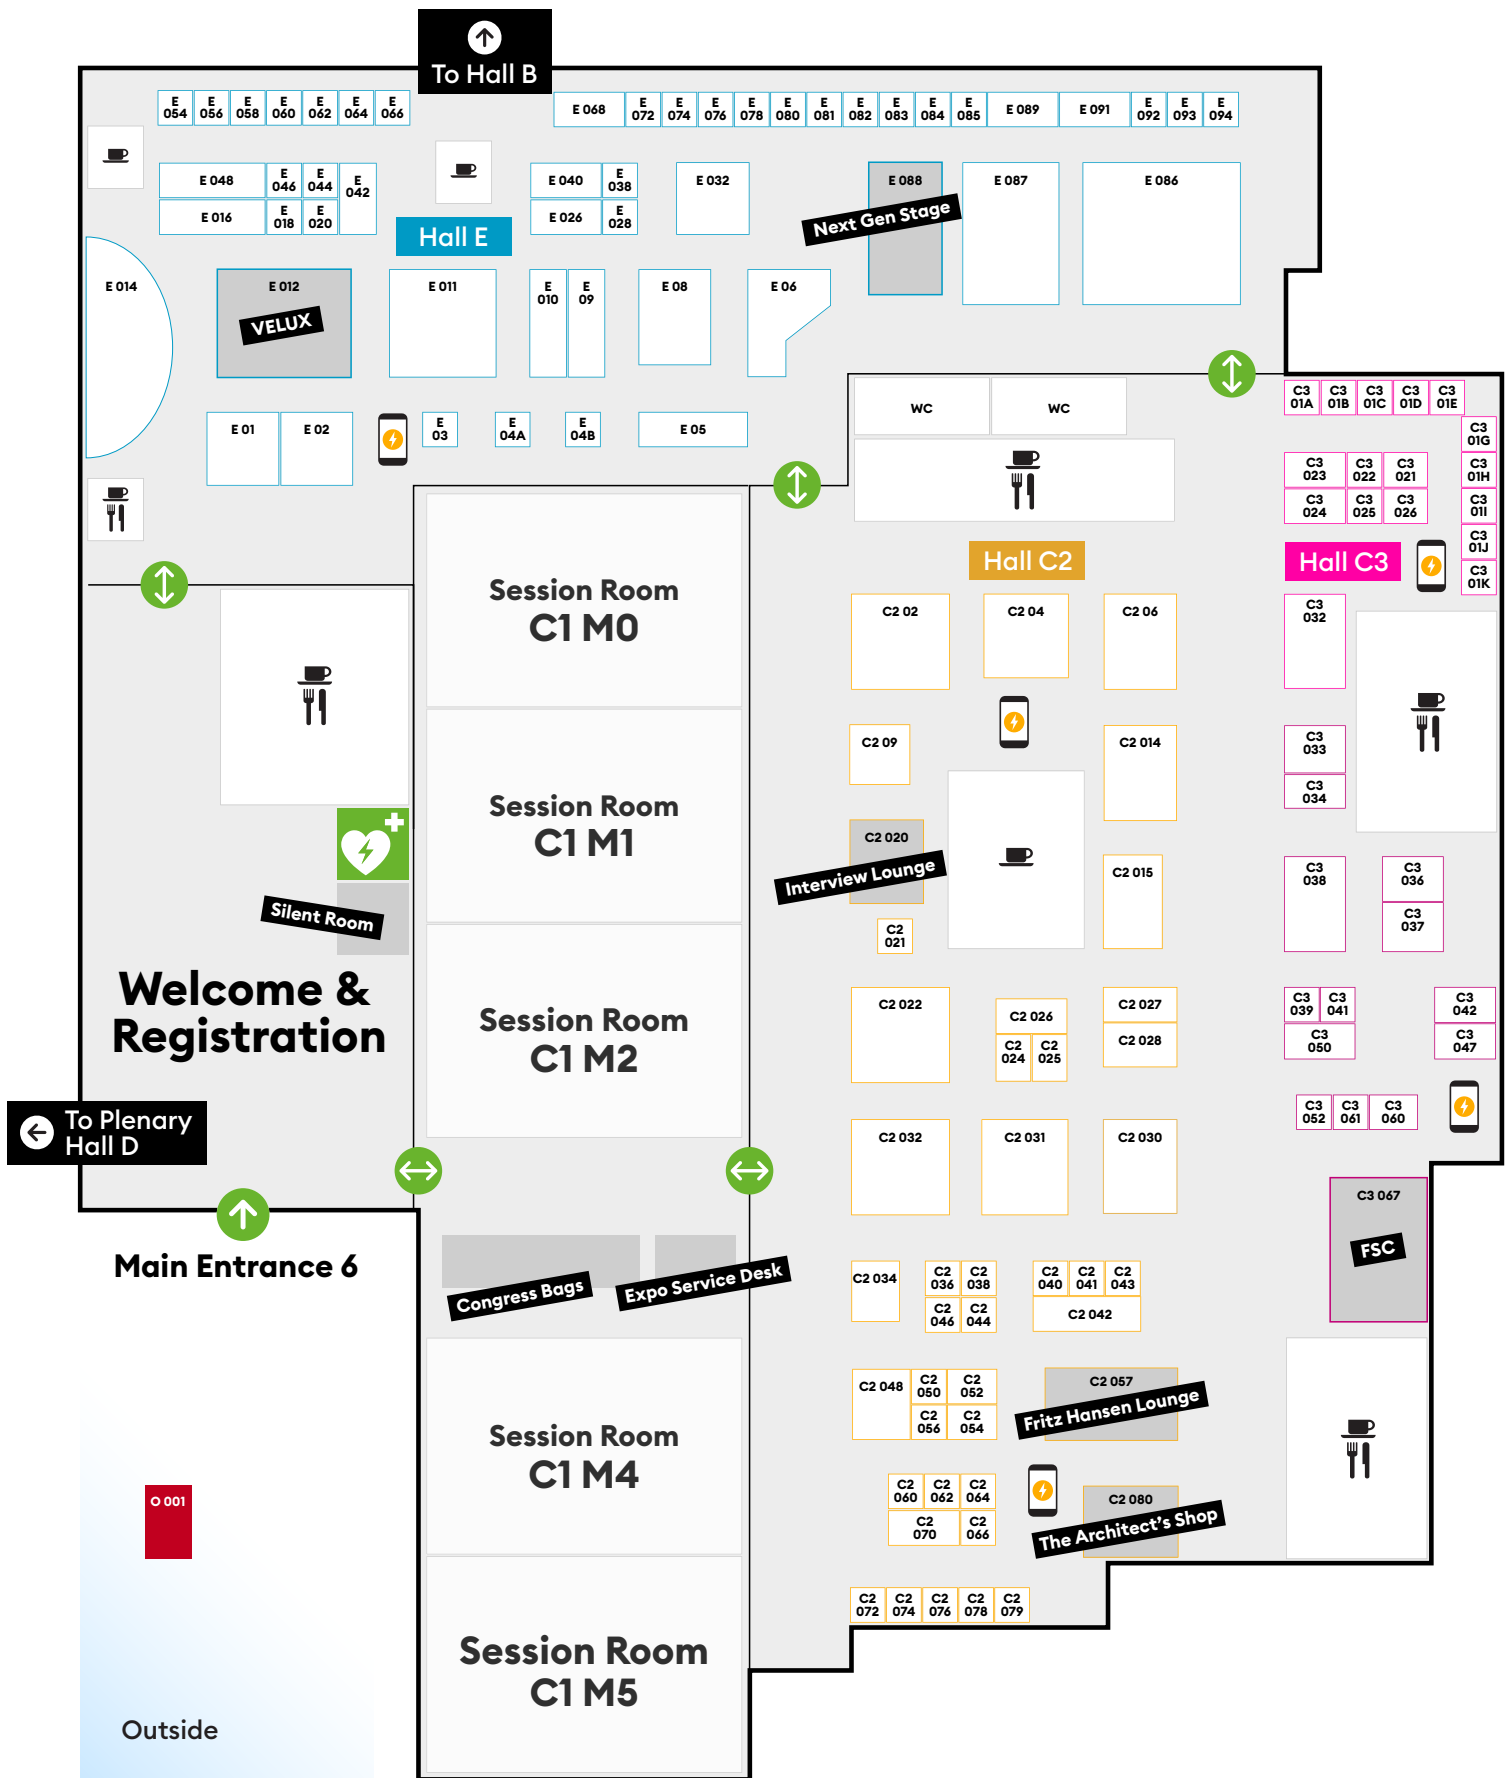 To Hall B
E
054
E
056
E
058
E
060
E
062
E
064
E
066
E 068
E
072
E
074
E
076
E
078
E
080
E
081
E
082
E
083
E
084
E
085
E 089
E 091
E
092
E
093
E
094
E 048
E
046
E
044
E
042
E 016
E
018
E
020
E 040
E
038
E 026
E
028
E 032
E 088
Next Gen Stage
E 087
E 086
Hall E
E 014
E 012
VELUX
E 011
E
010
E
09
E 08
E 06
E 01
E 02
E
03
E
04A
E
04B
E 05
WC
WC
C3
01A
C3
01B
C3
01C
C3
01D
C3
01E
C3
01G
C3
01H
C3
01I
C3
01J
C3
01K
C3
023
C3
022
C3
021
C3
024
C3
025
C3
026
Hall C2
Hall C3
Session Room
C1 M0
C2 02
C2 04
C2 06
C3
032
C2 09
C2 014
C3
033
C3
034
Session Room
C1 M1
C2 020
Interview Lounge
C2 015
C3
038
C3
036
C3
037
Silent Room
C2
021
Welcome &
Registration
Session Room
C1 M2
C2 022
C2 026
C2
024
C2
025
C2 027
C2 028
C3
039
C3
041
C3
050
C3
042
C3
047
To Plenary
Hall D
C2 032
C2 031
C2 030
C3
052
C3
061
C3
060
C3 067
FSC
Main Entrance 6
Congress Bags
Expo Service Desk
C2 034
C2
036
C2
038
C2
046
C2
044
C2
040
C2
041
C2
043
C2 042
Session Room
C1 M4
C2 048
C2
050
C2
052
C2
056
C2
054
C2 057
Fritz Hansen Lounge
C2
060
C2
062
C2
064
C2
070
C2
066
C2 080
The Architect's Shop
O 001
C2
072
C2
074
C2
076
C2
078
C2
079
Session Room
C1 M5
Outside